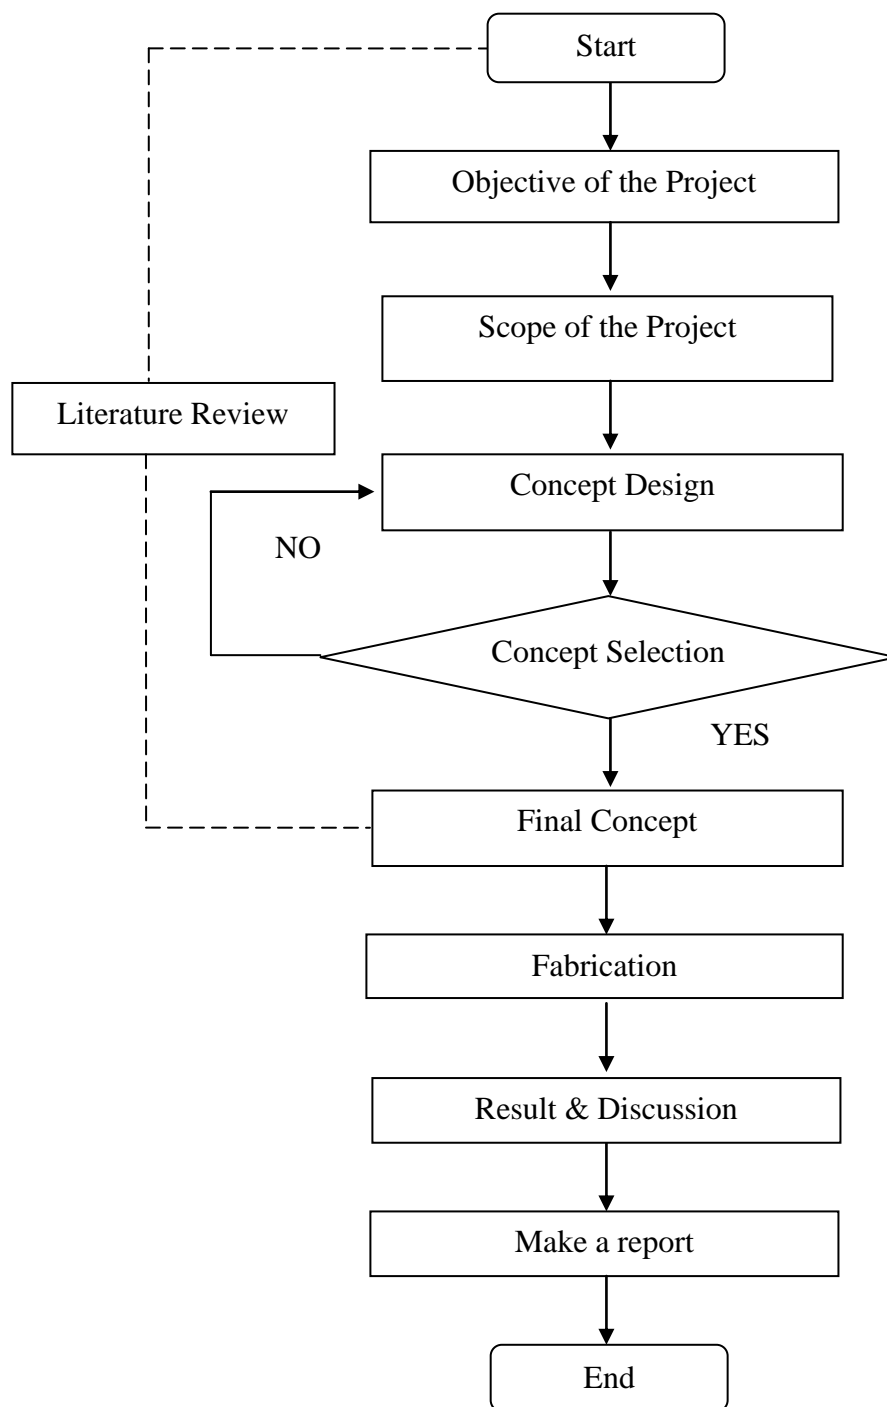 Start
Objective of the Project
Scope of the Project
Literature Review
Concept Design
NO
Concept Selection
YES
Final Concept
Fabrication
Result & Discussion
Make a report
End